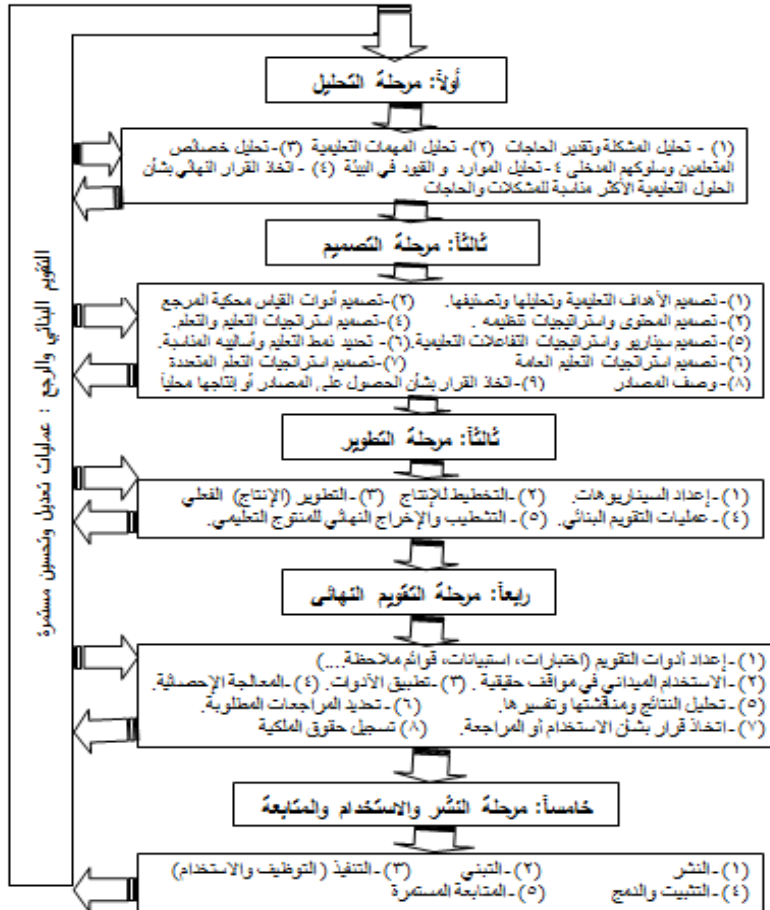 أولاً: مرحلة التحليل
(١) - تحليل المشكلة وتقدير الحاجات (٢)- تحليل المهمات التعليمية (٣)- تحليل خصائص
المتعلمين وسلوكهم المدخلى ٤ - تحليل الموارد و القيود في البيئة (٤) - اتخاذ القرار النهائي بشأن
الحلول التعليمية الأكثر مناسبة للمشكلات والحاجات
ثالثاً: مرحلة التصميم
(١)- تصميم الأهداف التعليمية وتحليلها وتصنيفها. (٢)- تصميم أدوات القياس محكية المرجع
(٣)- تصميم المحتوى واستراتيجيات تنظيمه . (٤)- تصميم استراتجيات التعليم والتعلم.
(٥)- تصميم سيناريو واستراتيجيات التفاعلات التعليمية. (٦)- تحديد نمط التعليم وأساليبه المناسبة.
(٦)- تصميم استراتجيات التعليم العامة (٧)- تصميم استراتجيات التعلم المتعددة
(٨)- وصف المصادر (٩)- اتخاذ القرار بشأن الحصول على المصادر أو إنتاجها محلياً
ثالثاً: مرحلة التطوير
(١)- إعداد السيناريوهات. (٢)- التخطيط للإنتاج (٣)- التطوير (الإنتاج) الفعلي
(٤)- عمليات التقويم البنائي. (٥)- التشطيب والإخراج النهائي للمنتوج التعليمي.
رابعاً: مرحلة التقويم النهائى
(١)- إعداد أدوات التقويم (اختبارات، استبيانات، قوائم ملاحظة....)
(٢)- الاستخدام الميداني في مواقف حقيقية . (٣)- تطبيق الأدوات. (٤)- المعالجة الإحصائية.
(٥)- تحليل النتائج ومناقشتها وتفسيرها. (٦)- تحديد المراجعات المطلوبة.
(٧)- اتخاذ قرار بشأن الاستخدام أو المراجعة. (٨) تسجيل حقوق الملكية
خامساً: مرحلة النشر والاستخدام والمتابعة
(١)- النشر (٢)- التبني (٣)- التنفيذ ( التوظيف والاستخدام)
(٤)- التثبيت والدمج (٥)- المتابعة المستمرة
التقويم البنائي والرجع : عمليات تعديل وتحسين مستمرة